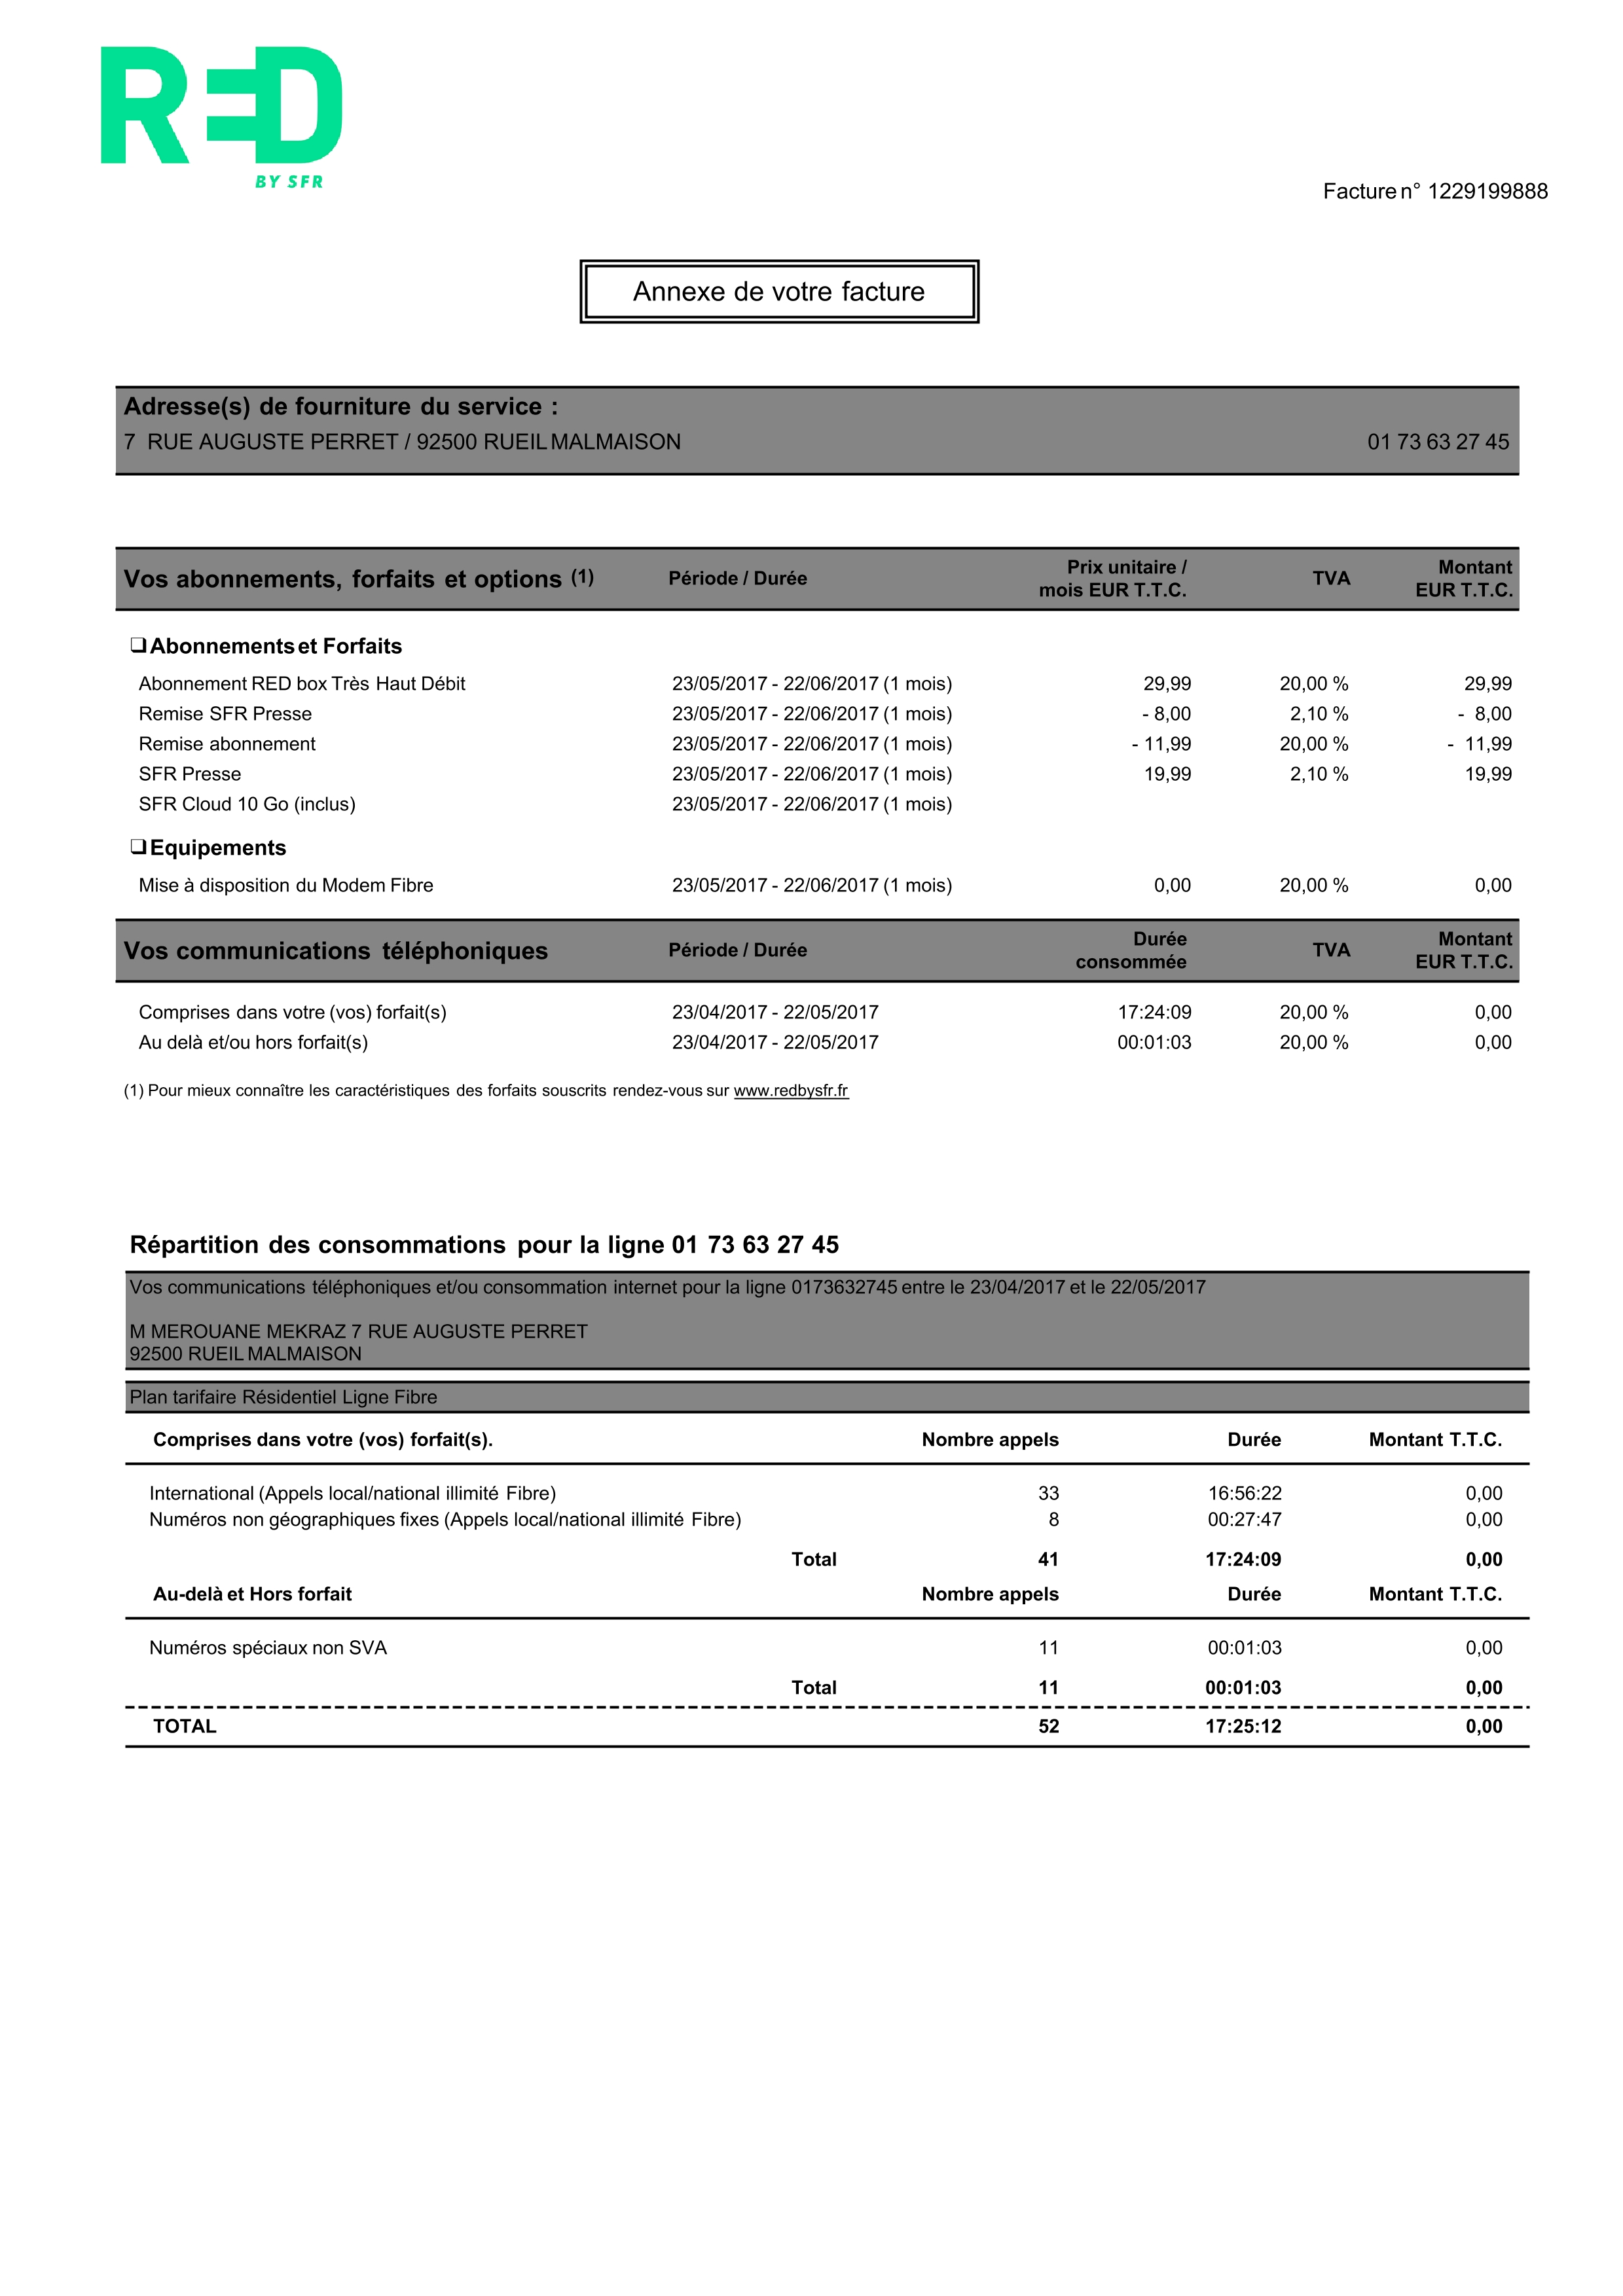 RED
BY SFR
Facture n° 1229199888
Annexe de votre facture
Adresse(s) de fourniture du service :
7 RUE AUGUSTE PERRET / 92500 RUEIL MALMAISON 01 73 63 27 45
Vos abonnements, forfaits et options (1) Période / Durée Prix unitaire / mois EUR T.T.C. TVA Montant EUR T.T.C.
❑ Abonnements et Forfaits
Abonnement RED box Très Haut Débit 23/05/2017 - 22/06/2017 (1 mois) 29,99 20,00 % 29,99
Remise SFR Presse 23/05/2017 - 22/06/2017 (1 mois) - 8,00 2,10 % - 8,00
Remise abonnement 23/05/2017 - 22/06/2017 (1 mois) - 11,99 20,00 % - 11,99
SFR Presse 23/05/2017 - 22/06/2017 (1 mois) 19,99 2,10 % 19,99
SFR Cloud 10 Go (inclus) 23/05/2017 - 22/06/2017 (1 mois)
❑ Equipements
Mise à disposition du Modem Fibre 23/05/2017 - 22/06/2017 (1 mois) 0,00 20,00 % 0,00
Vos communications téléphoniques Période / Durée Durée consommée TVA Montant EUR T.T.C.
Comprises dans votre (vos) forfait(s) 23/04/2017 - 22/05/2017 17:24:09 20,00 % 0,00
Au delà et/ou hors forfait(s) 23/04/2017 - 22/05/2017 00:01:03 20,00 % 0,00
(1) Pour mieux connaître les caractéristiques des forfaits souscrits rendez-vous sur www.redbysfr.fr
Répartition des consommations pour la ligne 01 73 63 27 45
Vos communications téléphoniques et/ou consommation internet pour la ligne 0173632745 entre le 23/04/2017 et le 22/05/2017
M MEROUANE MEKRAZ 7 RUE AUGUSTE PERRET
92500 RUEIL MALMAISON
Plan tarifaire Résidentiel Ligne Fibre
Comprises dans votre (vos) forfait(s). Nombre appels Durée Montant T.T.C.
International (Appels local/national illimité Fibre) 33 16:56:22 0,00
Numéros non géographiques fixes (Appels local/national illimité Fibre) 8 00:27:47 0,00
Total 41 17:24:09 0,00
Au-delà et Hors forfait Nombre appels Durée Montant T.T.C.
Numéros spéciaux non SVA 11 00:01:03 0,00
Total 11 00:01:03 0,00
TOTAL 52 17:25:12 0,00